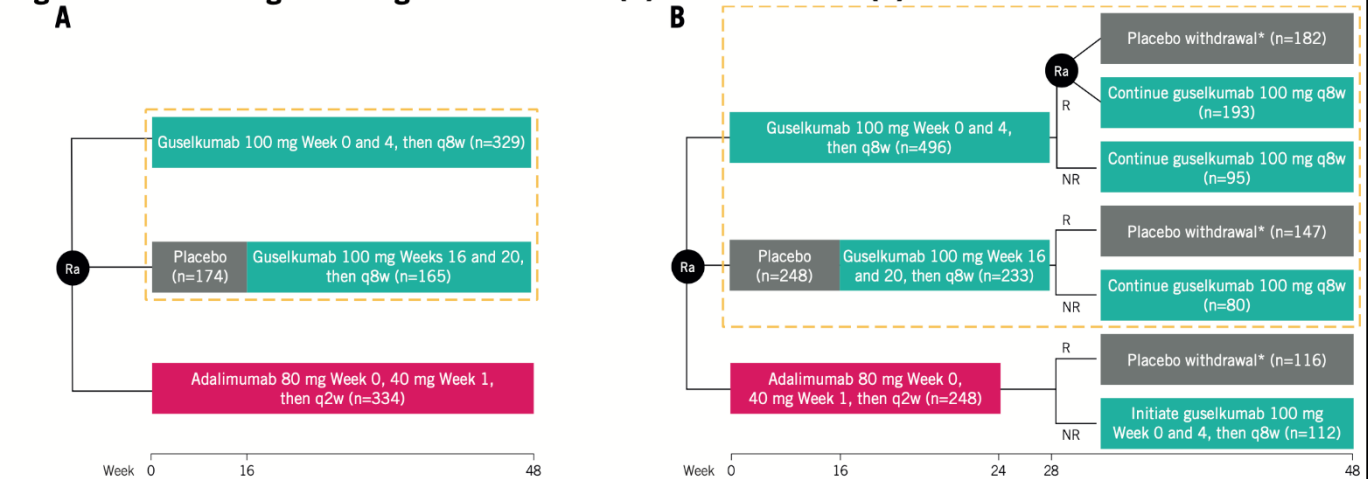 A
Guselkumab 100 mg Week 0 and 4, then q8w (n=329)
Ra
Placebo
(n=174)
Guselkumab 100 mg Weeks 16 and 20,
then q8w (n=165)
Adalimumab 80 mg Week 0, 40 mg Week 1,
then q2w (n=334)
Week 0 16 48
B
Guselkumab 100 mg Week 0 and 4,
then q8w (n=496)
Ra
R
NR
Placebo withdrawal* (n=182)
Continue guselkumab 100 mg q8w
(n=193)
Continue guselkumab 100 mg q8w
(n=95)
Ra
Placebo
(n=248)
Guselkumab 100 mg Week 16
and 20, then q8w (n=233)
R
NR
Placebo withdrawal* (n=147)
Continue guselkumab 100 mg q8w
(n=80)
Adalimumab 80 mg Week 0,
40 mg Week 1, then q2w (n=248)
R
NR
Placebo withdrawal* (n=116)
Initiate guselkumab 100 mg
Week 0 and 4, then q8w (n=112)
Week 0 16 24 28 48